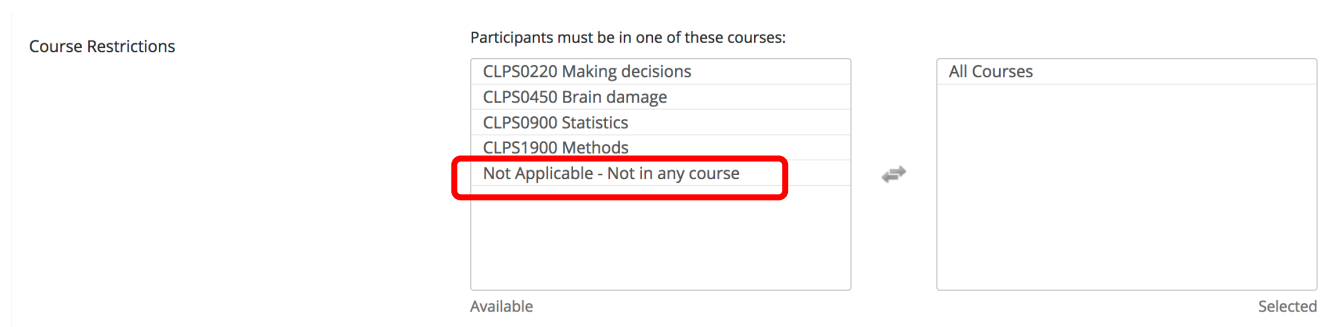 Course Restrictions
Participants must be in one of these courses:
CLPS0220 Making decisions
CLPS0450 Brain damage
CLPS0900 Statistics
CLPS1900 Methods
Not Applicable - Not in any course
All Courses
Available
Selected